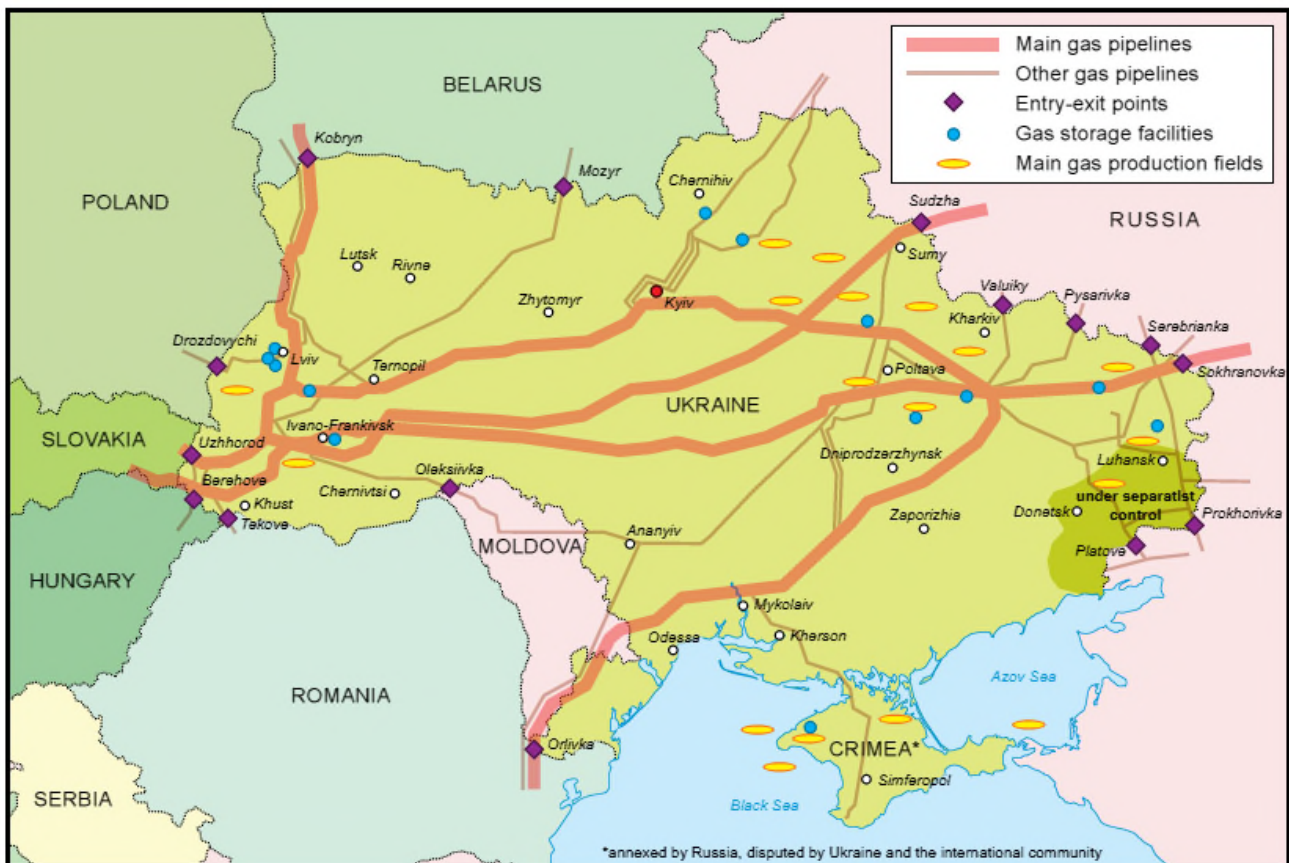 Main gas pipelines
Other gas pipelines
Entry-exit points
Gas storage facilities
Main gas production fields
BELARUS
Kobryn
Mozyr
Chernihiv
POLAND
Sudzha
RUSSIA
Sumy
Lutsk
Rivne
Valuiky
Pysarivka
Kyiv
Zhytomyr
Kharkiv
Serebrianka
Drozdovychi
Lviv
Sokhranovka
Ternopil
Poltava
UKRAINE
SLOVAKIA
Ivano-Frankivsk
Uzhhorod
Dniprodzerzhynsk
Luhansk
Berehove
Oleksiivka
Chernivtsi
Khust
under separatist
control
Donetsk
Tekove
Zaporizhia
Prokhorivka
Ananyiv
MOLDOVA
Platove
HUNGARY
Mykolaiv
Odessa
Kherson
Azov Sea
ROMANIA
Orlivka
CRIMEA*
Simferopol
SERBIA
Black Sea
*annexed by Russia, disputed by Ukraine and the international community